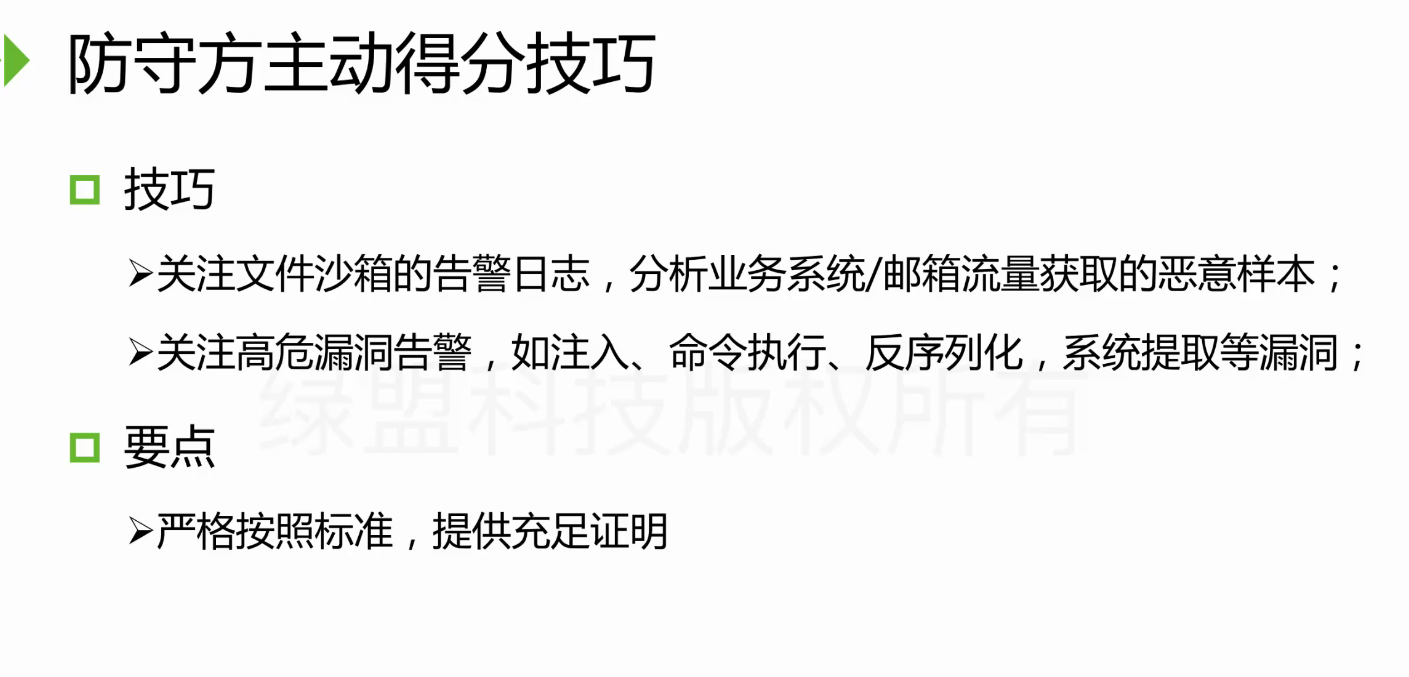 防守方主动得分技巧
技巧
➢关注文件沙箱的告警日志，分析业务系统/邮箱流量获取的恶意样本；
➢关注高危漏洞告警，如注入、命令执行、反序列化，系统提取等漏洞；
绿盟科技版权所有
要点
➢严格按照标准，提供充足证明